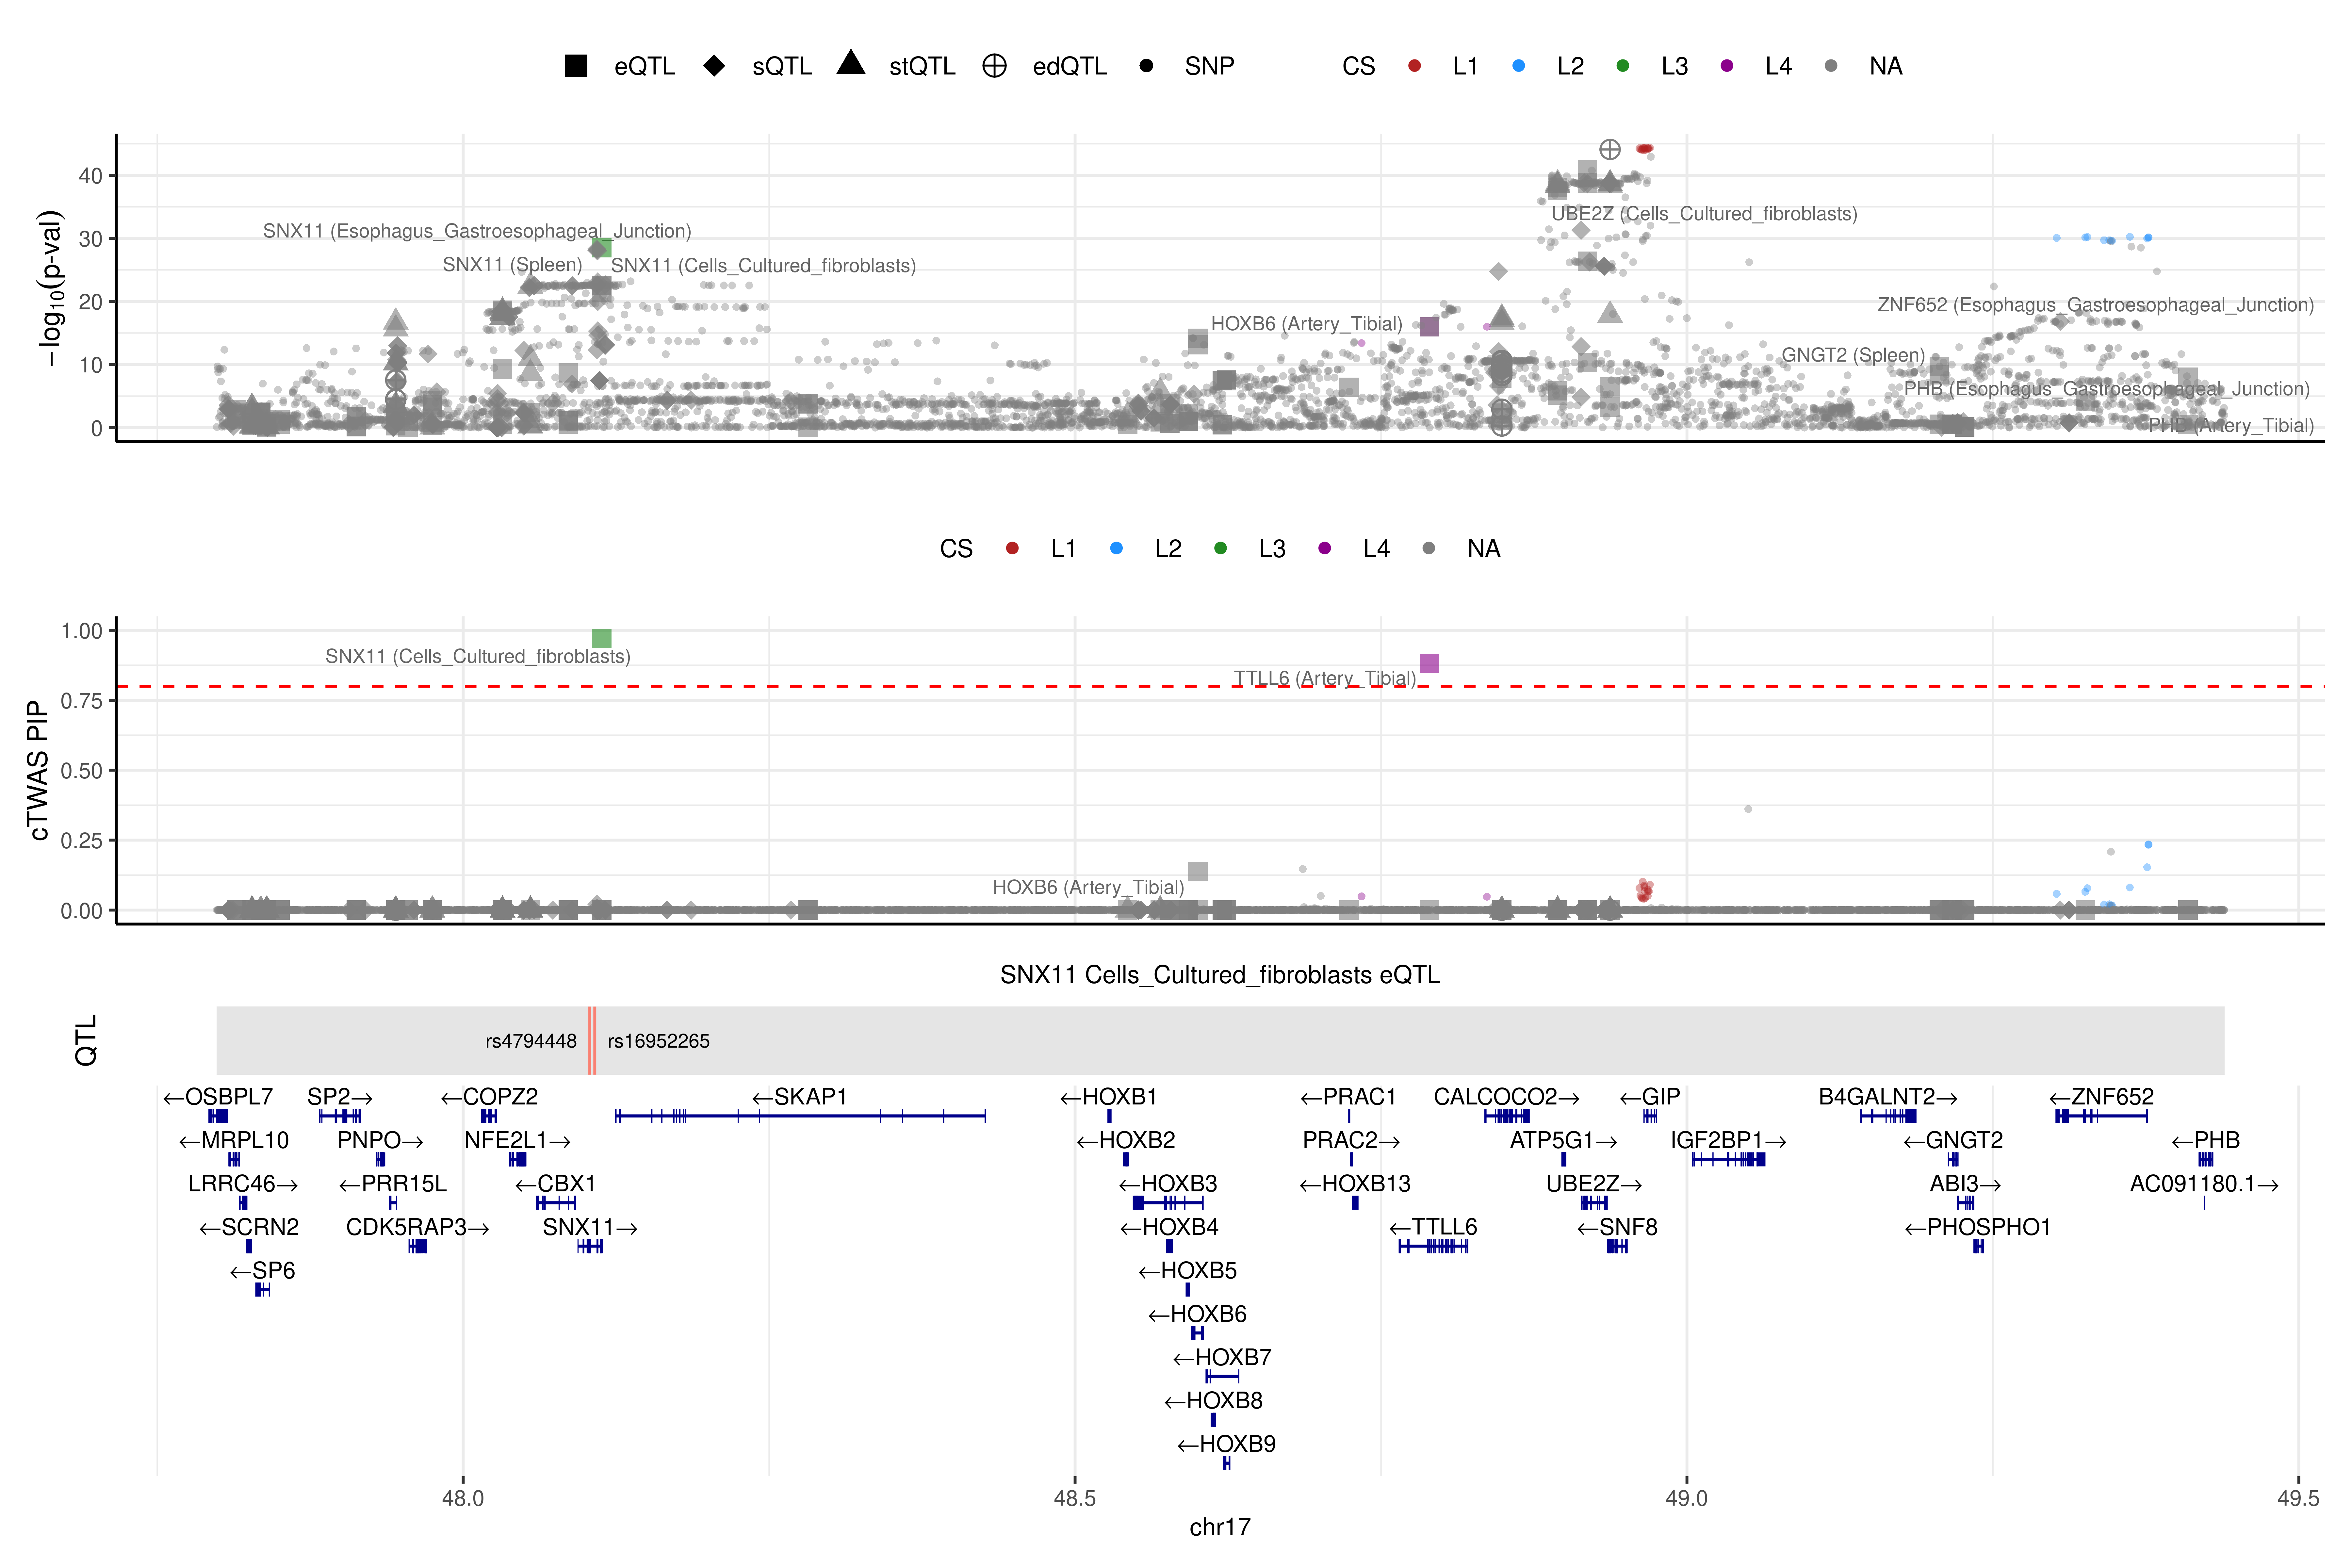 eQTL sQTL stQTL edQTL SNP CS L1 L2 L3 L4 NA
−log10(p-val)
40
30
20
10
0
SNX11 (Esophagus_Gastroesophageal_Junction)
SNX11 (Spleen)
SNX11 (Cells_Cultured_fibroblasts)
UBE2Z (Cells_Cultured_fibroblasts)
HOXB6 (Artery_Tibial)
ZNF652 (Esophagus_Gastroesophageal_Junction)
GNGT2 (Spleen)
PHB (Esophagus_Gastroesophageal_Junction)
PHB (Artery_Tibial)
CS L1 L2 L3 L4 NA
cTWAS PIP
1.00
0.75
0.50
0.25
0.00
SNX11 (Cells_Cultured_fibroblasts)
TTLL6 (Artery_Tibial)
HOXB6 (Artery_Tibial)
SNX11 Cells_Cultured_fibroblasts eQTL
QTL
rs4794448 rs16952265
←OSBPL7 SP2→ ←COPZ2 ←SKAP1 ←HOXB1 ←PRAC1 CALCOCO2→ ←GIP B4GALNT2→ ←ZNF652
←MRPL10 PNPO→ NFE2L1→ ←HOXB2 PRAC2→ ATP5G1→ IGF2BP1→ ←GNGT2 ←PHB
LRRC46→ ←PRR15L ←CBX1 ←HOXB3 ←HOXB13 UBE2Z→ ABI3→ AC091180.1→
←SCRN2 CDK5RAP3→ SNX11→ ←HOXB4 ←TTLL6 ←SNF8 ←PHOSPHO1
←SP6 ←HOXB5
←HOXB6
←HOXB7
←HOXB8
←HOXB9
48.0 48.5 49.0 49.5
chr17